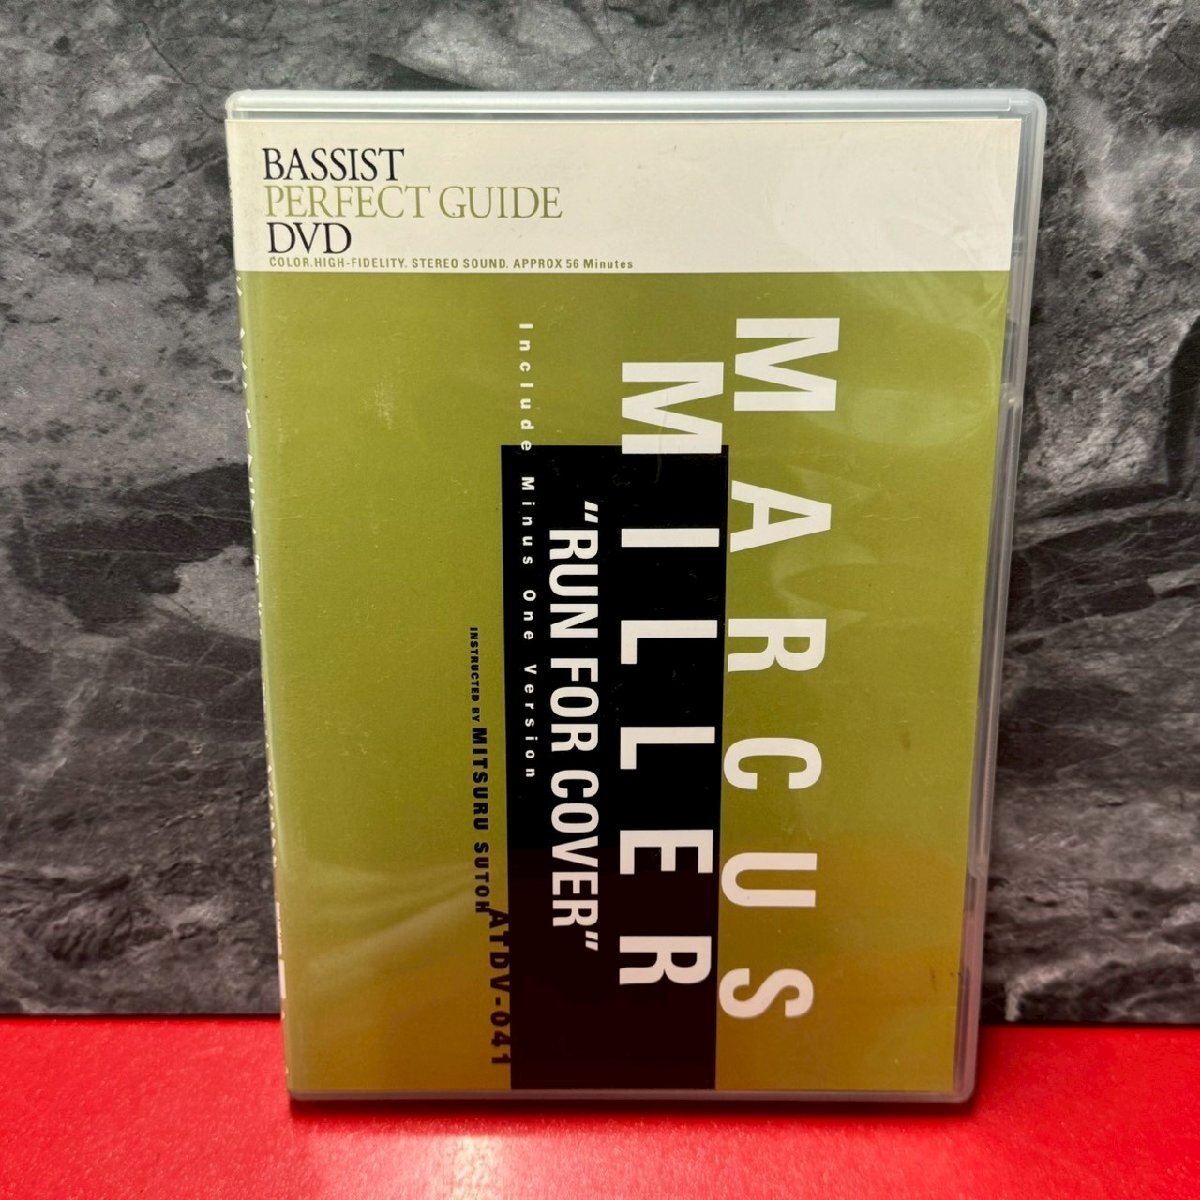 BASSIST
PERFECT GUIDE
DVD
COLOR.HIGH-FIDELITY. STEREO SOUND. APPROX 56 Minutes
MARCUS
MILLER
"RUN FOR COVER"
Include Minus One Version
INSTRUCTED BY MITSURU SUTOH
ATDV-041